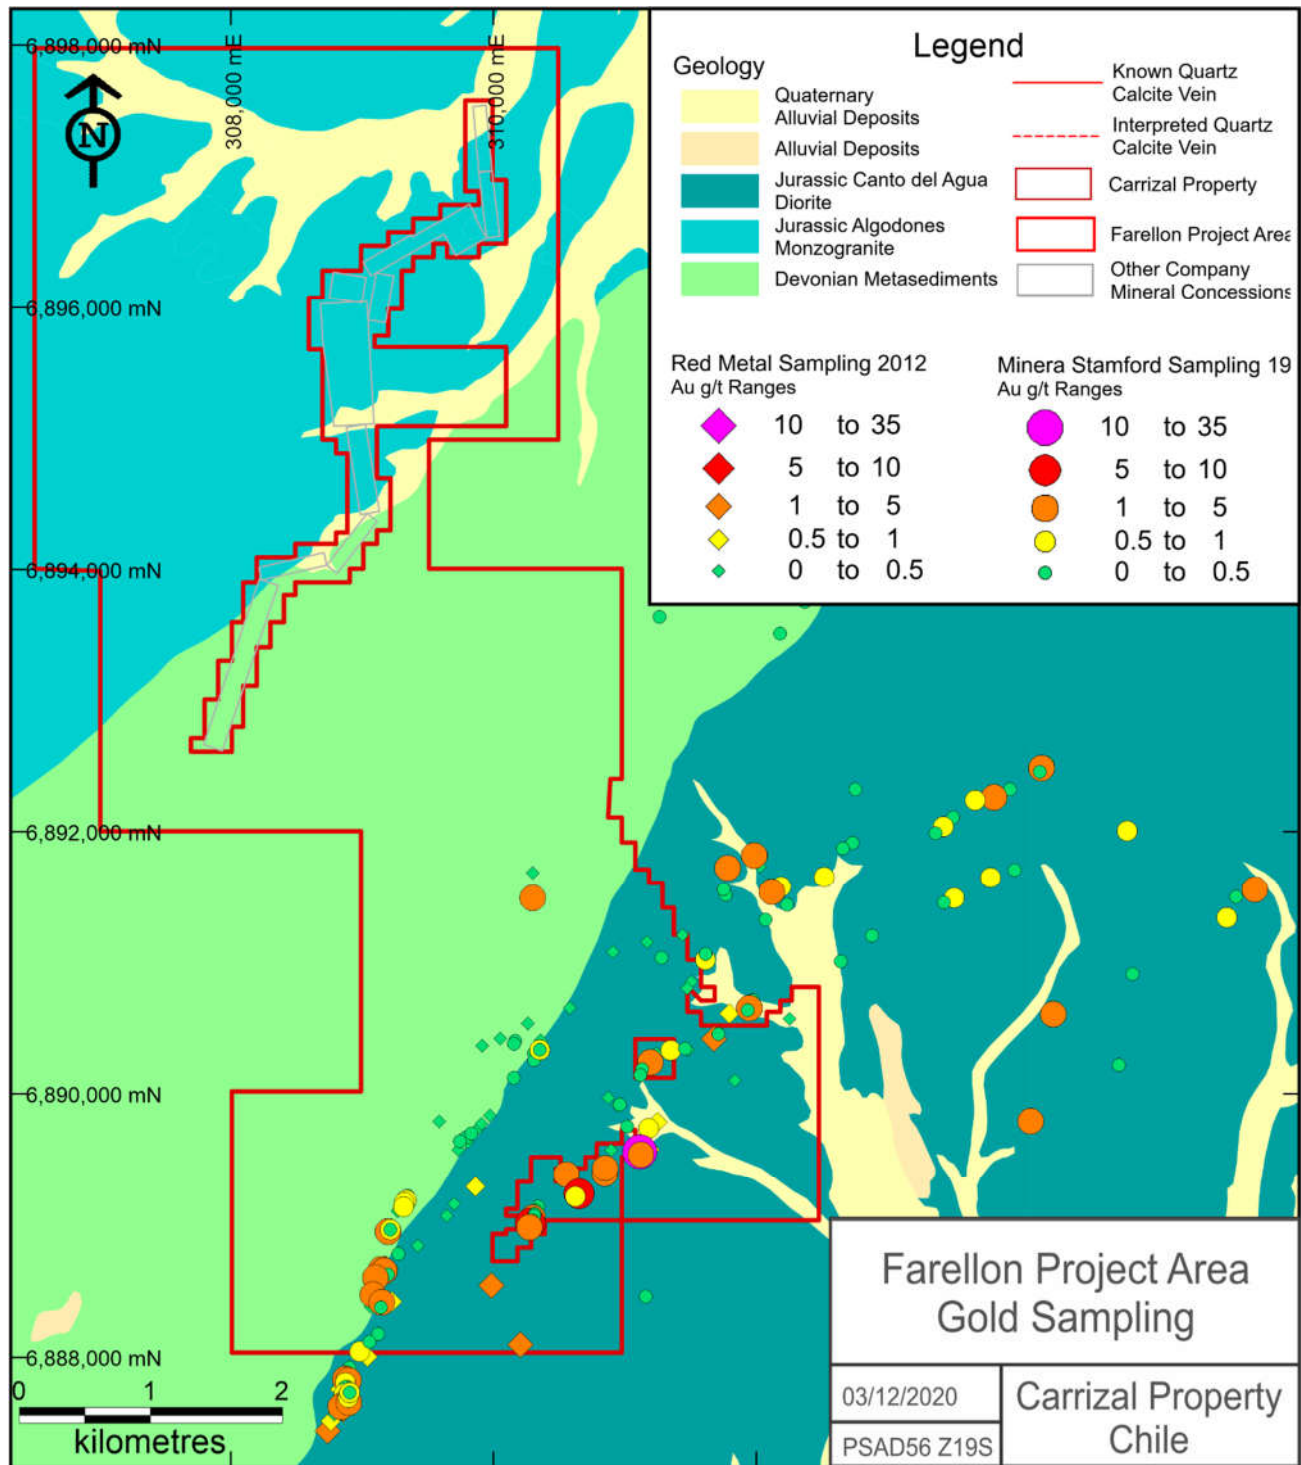 6,898,000 mN
308,000 mE
310,000 mE
N
6,896,000 mN
6,894,000 mN
6,892,000 mN
6,890,000 mN
6,888,000 mN
Legend
Geology
Quaternary
Alluvial Deposits
Alluvial Deposits
Jurassic Canto del Agua
Diorite
Jurassic Algodones
Monzogranite
Devonian Metasediments
Known Quartz
Calcite Vein
Interpreted Quartz
Calcite Vein
Carrizal Property
Farellon Project Area
Other Company
Mineral Concessions
Red Metal Sampling 2012
Au g/t Ranges
10 to 35
5 to 10
1 to 5
0.5 to 1
0 to 0.5
Minera Stamford Sampling 19
Au g/t Ranges
10 to 35
5 to 10
1 to 5
0.5 to 1
0 to 0.5
0 1 2
kilometres
Farellon Project Area
Gold Sampling
03/12/2020
PSAD56 Z19S
Carrizal Property
Chile